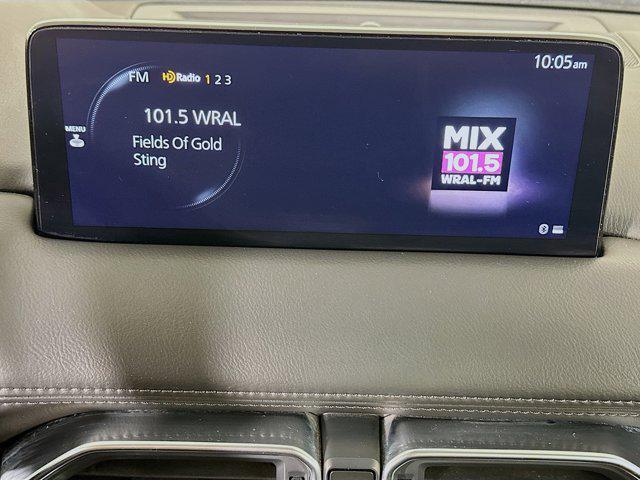 10:05am
FM HD Radio 1 2 3
101.5 WRAL
MENU
Fields Of Gold
Sting
MIX
101.5
WRAL-FM